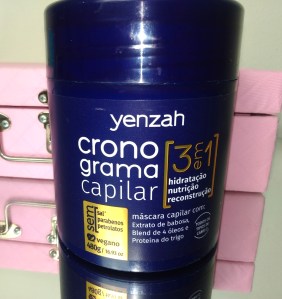 yenzah
crono
grama
capilar
[3 em 1]
hidratação
nutrição
reconstrução
sem
sal
parabenos
petrolatos
vegano
480g
máscara capilar com:
Extrato de babosa,
Blend de 4 óleos e
Proteína do trigo